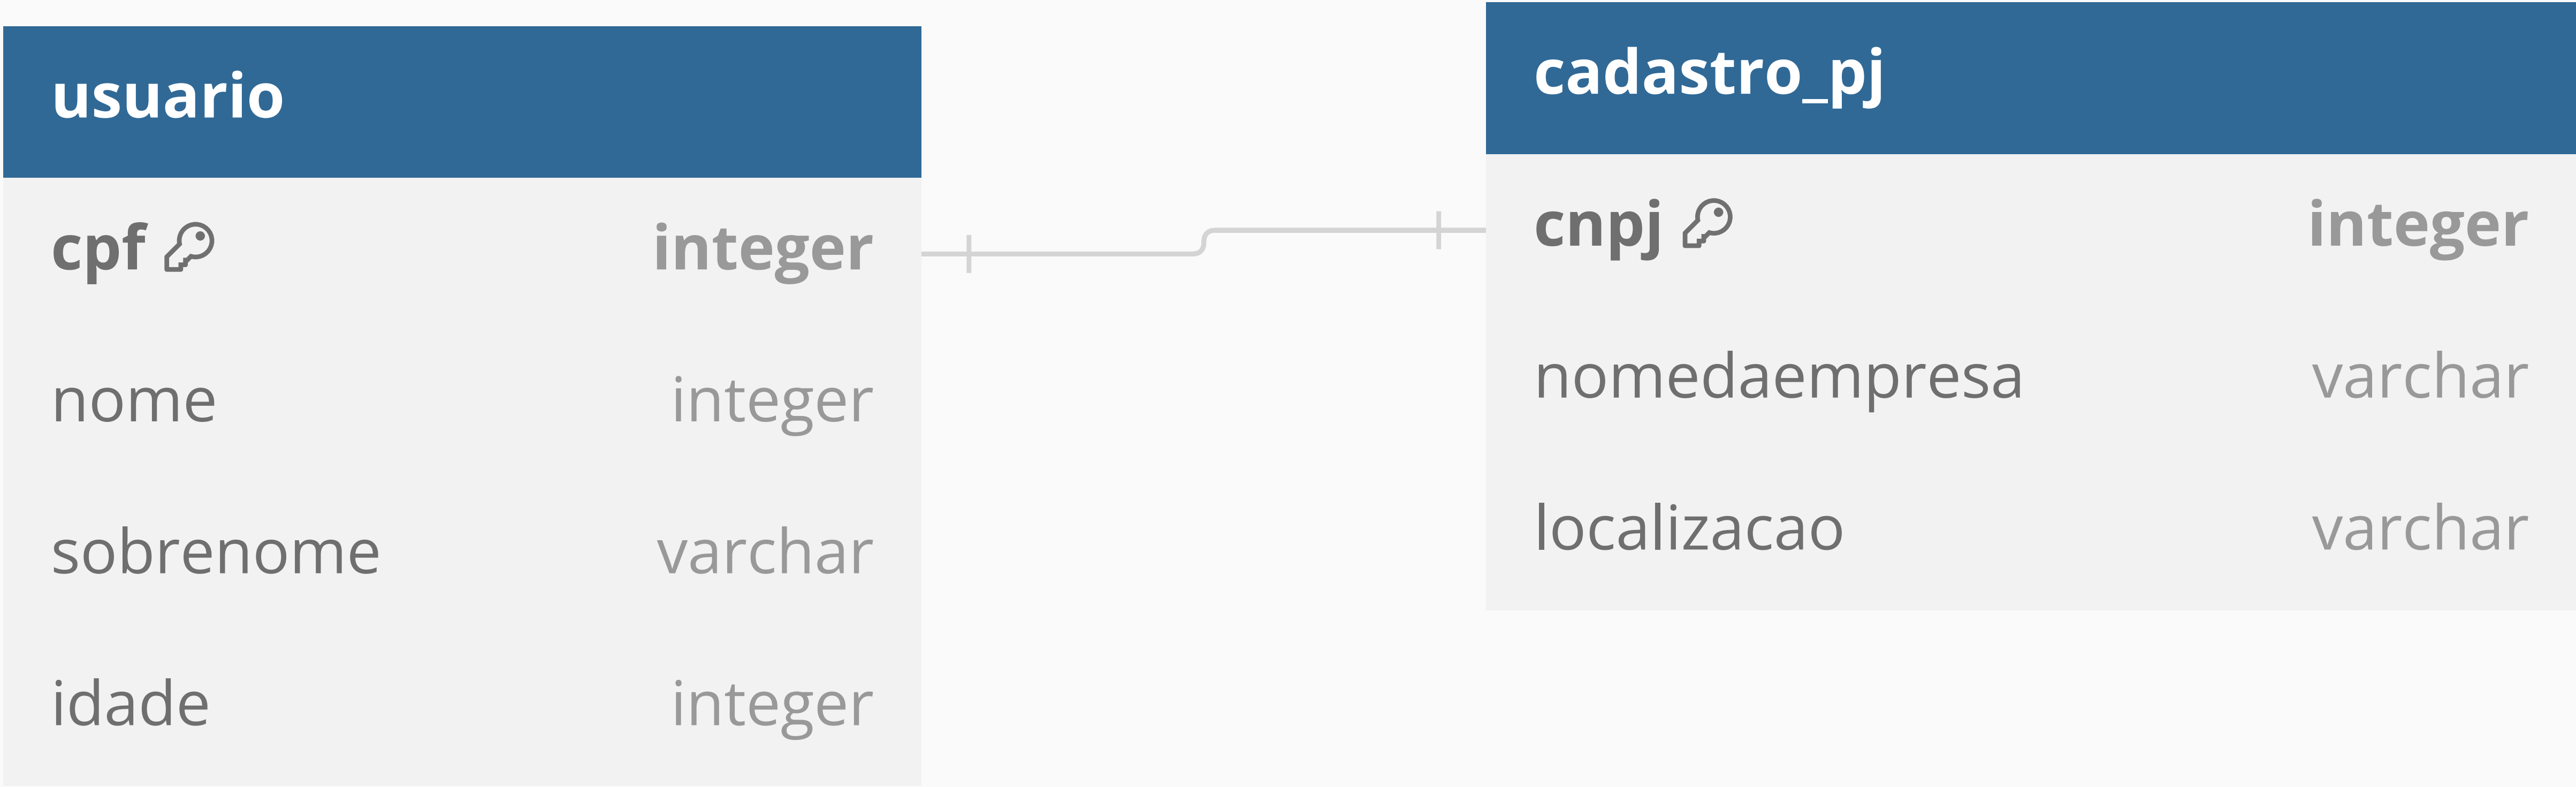 usuario
cpf integer
nome integer
sobrenome varchar
idade integer
cadastro_pj
cnpj integer
nomedaempresa varchar
localizacao varchar